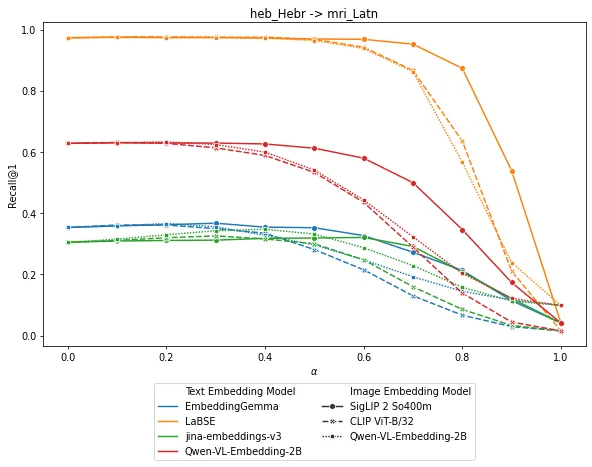 heb_Hebr -> mri_Latn
Recall@1
1.0
0.8
0.6
0.4
0.2
0.0
0.0 0.2 0.4 0.6 0.8 1.0
α
Text Embedding Model Image Embedding Model
EmbeddingGemma SigLIP 2 So400m
LaBSE CLIP ViT-B/32
jina-embeddings-v3 Qwen-VL-Embedding-2B
Qwen-VL-Embedding-2B